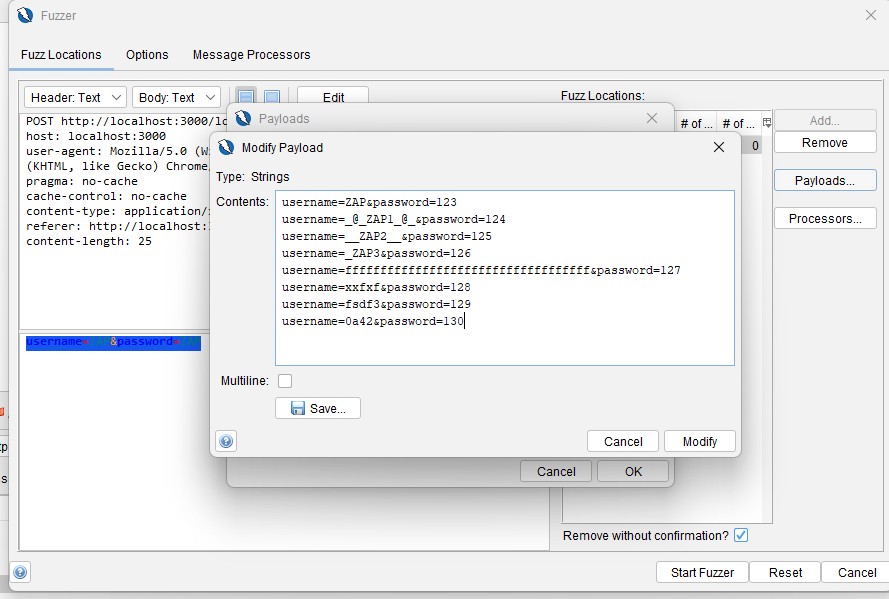 Fuzzer
Fuzz Locations Options Message Processors
Header: Text Body: Text Edit
Fuzz Locations:
POST http://localhost:3000/lo
host: localhost:3000
user-agent: Mozilla/5.0 (W
(KHTML, like Gecko) Chrome
pragma: no-cache
cache-control: no-cache
content-type: application/
referer: http://localhost:
content-length: 25
username= &password=
Payloads
Modify Payload
Type: Strings
Contents:
username=ZAP&password=123
username=_@_ZAP1_@_&password=124
username=__ZAP2__&password=125
username=_ZAP3&password=126
username=fffffffffffffffffffffffffffffffffff&password=127
username=xxfxf&password=128
username=fsdf3&password=129
username=0a42&password=130
Multiline:
Save...
Cancel Modify
Cancel OK
# of ... # of ...
0
Add...
Remove
Payloads...
Processors...
Remove without confirmation?
Start Fuzzer Reset Cancel